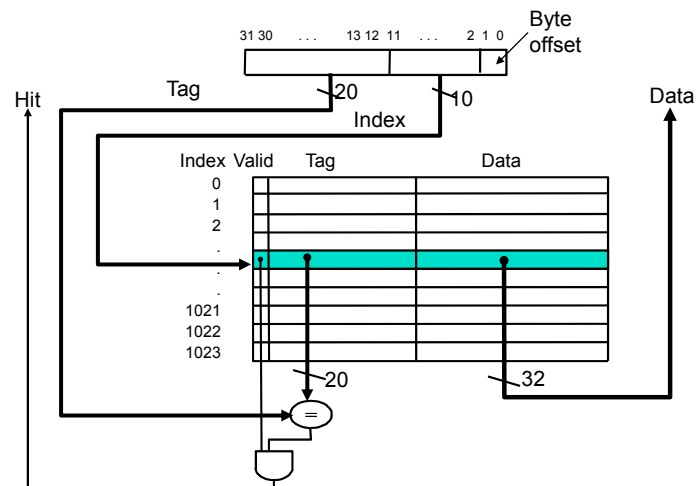 Byte
offset
31 30 . . . 13 12 11 . . . 2 1 0
Tag
20
10
Hit
Data
Index
Index Valid Tag Data
0
1
2
.
.
.
1021
1022
1023
20
32
=